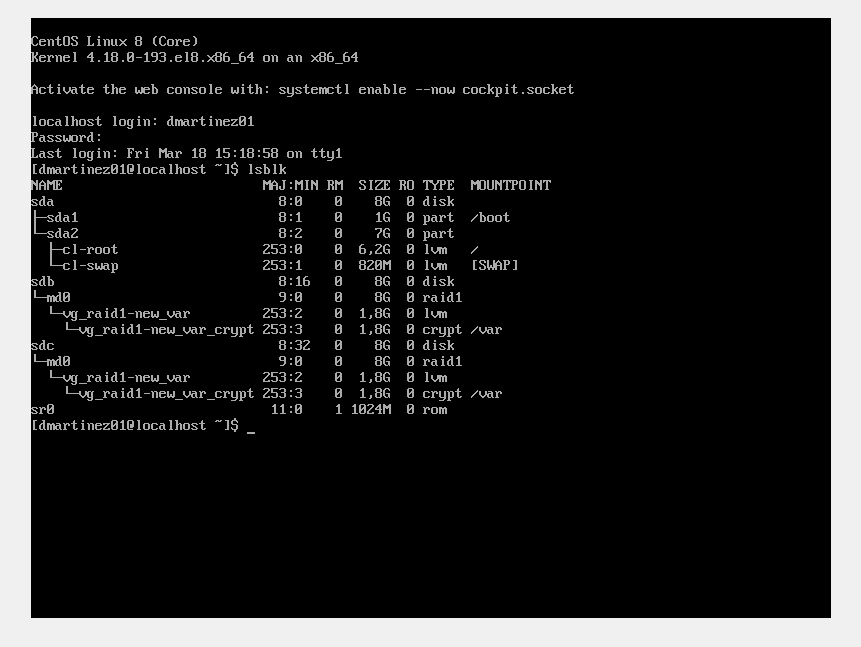 CentOS Linux 8 (Core)
Kernel 4.18.0-193.el8.x86_64 on an x86_64
Activate the web console with: systemctl enable --now cockpit.socket
localhost login: dmartinez01
Password:
Last login: Fri Mar 18 15:18:58 on tty1
[dmartinez01@localhost ~]$ lsblk
NAME                         MAJ:MIN RM  SIZE RO TYPE  MOUNTPOINT
sda                            8:0    0    8G  0 disk
├─sda1                         8:1    0    1G  0 part  /boot
└─sda2                         8:2    0    7G  0 part
  ├─cl-root                  253:0    0  6,2G  0 lvm   /
  └─cl-swap                  253:1    0  820M  0 lvm   [SWAP]
sdb                            8:16   0    8G  0 disk
└─md0                          9:0    0    8G  0 raid1
  └─vg_raid1-new_var         253:2    0  1,8G  0 lvm
    └─vg_raid1-new_var_crypt 253:3    0  1,8G  0 crypt /var
sdc                            8:32   0    8G  0 disk
└─md0                          9:0    0    8G  0 raid1
  └─vg_raid1-new_var         253:2    0  1,8G  0 lvm
    └─vg_raid1-new_var_crypt 253:3    0  1,8G  0 crypt /var
sr0                           11:0    1 1024M  0 rom
[dmartinez01@localhost ~]$ _